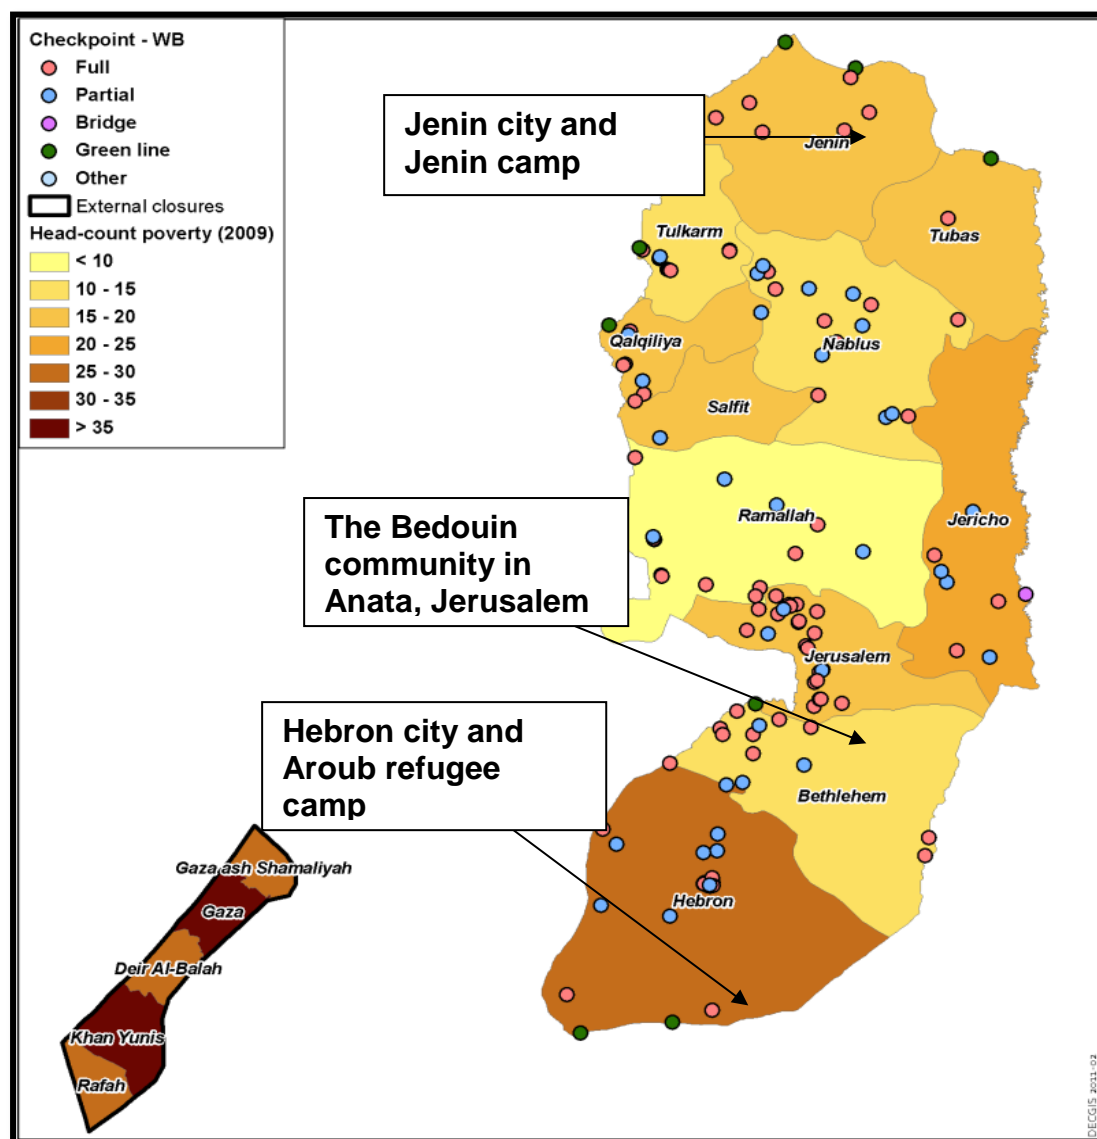 Checkpoint - WB
Full
Partial
Bridge
Green line
Other
External closures
Head-count poverty (2009)
< 10
10 - 15
15 - 20
20 - 25
25 - 30
30 - 35
> 35
Jenin city and
Jenin camp
Jenin
Tubas
Tulkarm
Nablus
Qalqiliya
Salfit
The Bedouin
community in
Anata, Jerusalem
Ramallah
Jericho
Jerusalem
Hebron city and
Aroub refugee
camp
Bethlehem
Hebron
Gaza ash Shamaliyah
Gaza
Deir Al-Balah
Khan Yunis
Rafah
DECGIS 2011-02